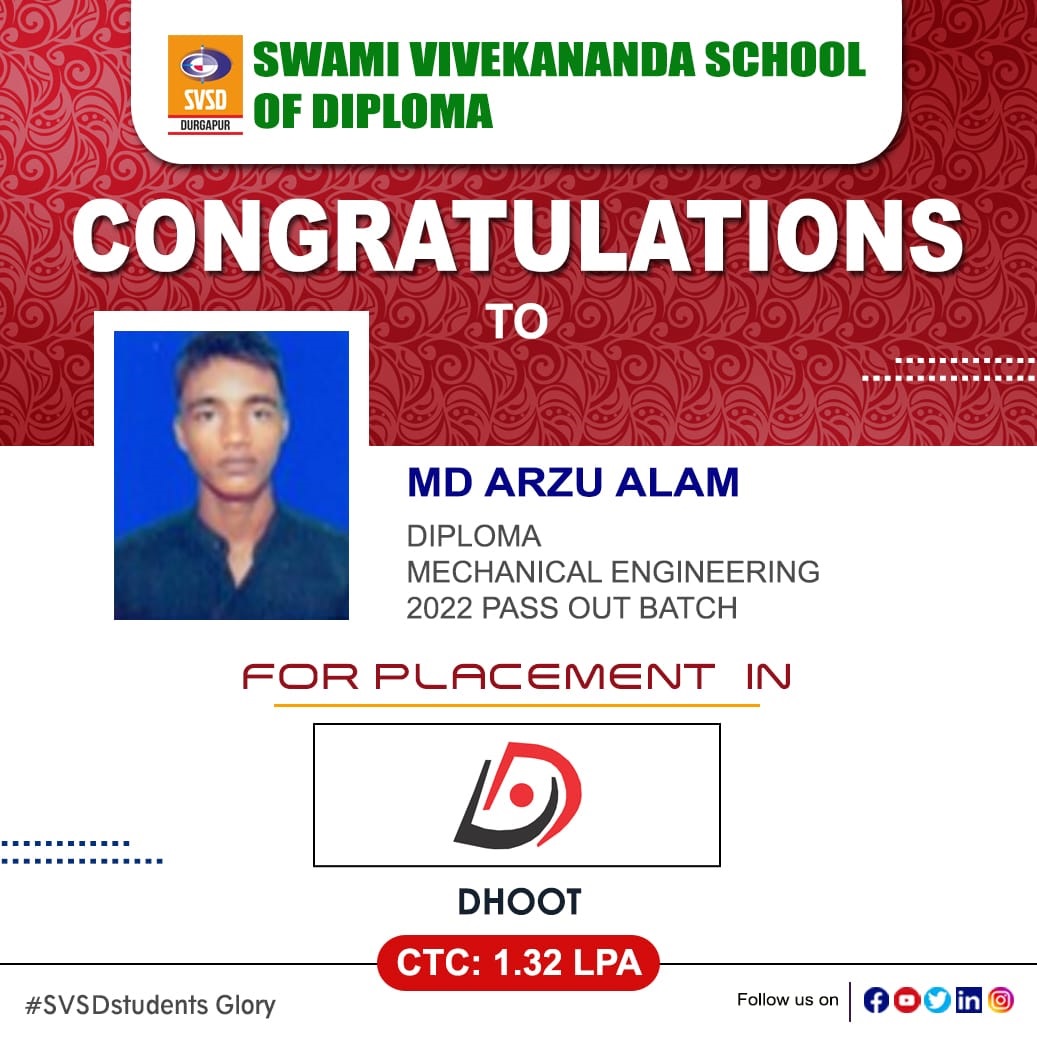 SVSD
DURGAPUR
SWAMI VIVEKANANDA SCHOOL
OF DIPLOMA
CONGRATULATIONS
TO
MD ARZU ALAM
DIPLOMA
MECHANICAL ENGINEERING
2022 PASS OUT BATCH
FOR PLACEMENT IN
DHOOT
CTC: 1.32 LPA
#SVSDstudents Glory
Follow us on